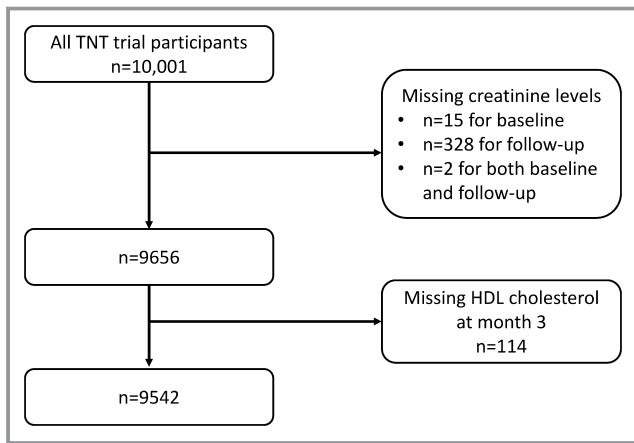 All TNT trial participants
n=10,001
Missing creatinine levels
• n=15 for baseline
• n=328 for follow-up
• n=2 for both baseline
and follow-up
n=9656
Missing HDL cholesterol
at month 3
n=114
n=9542